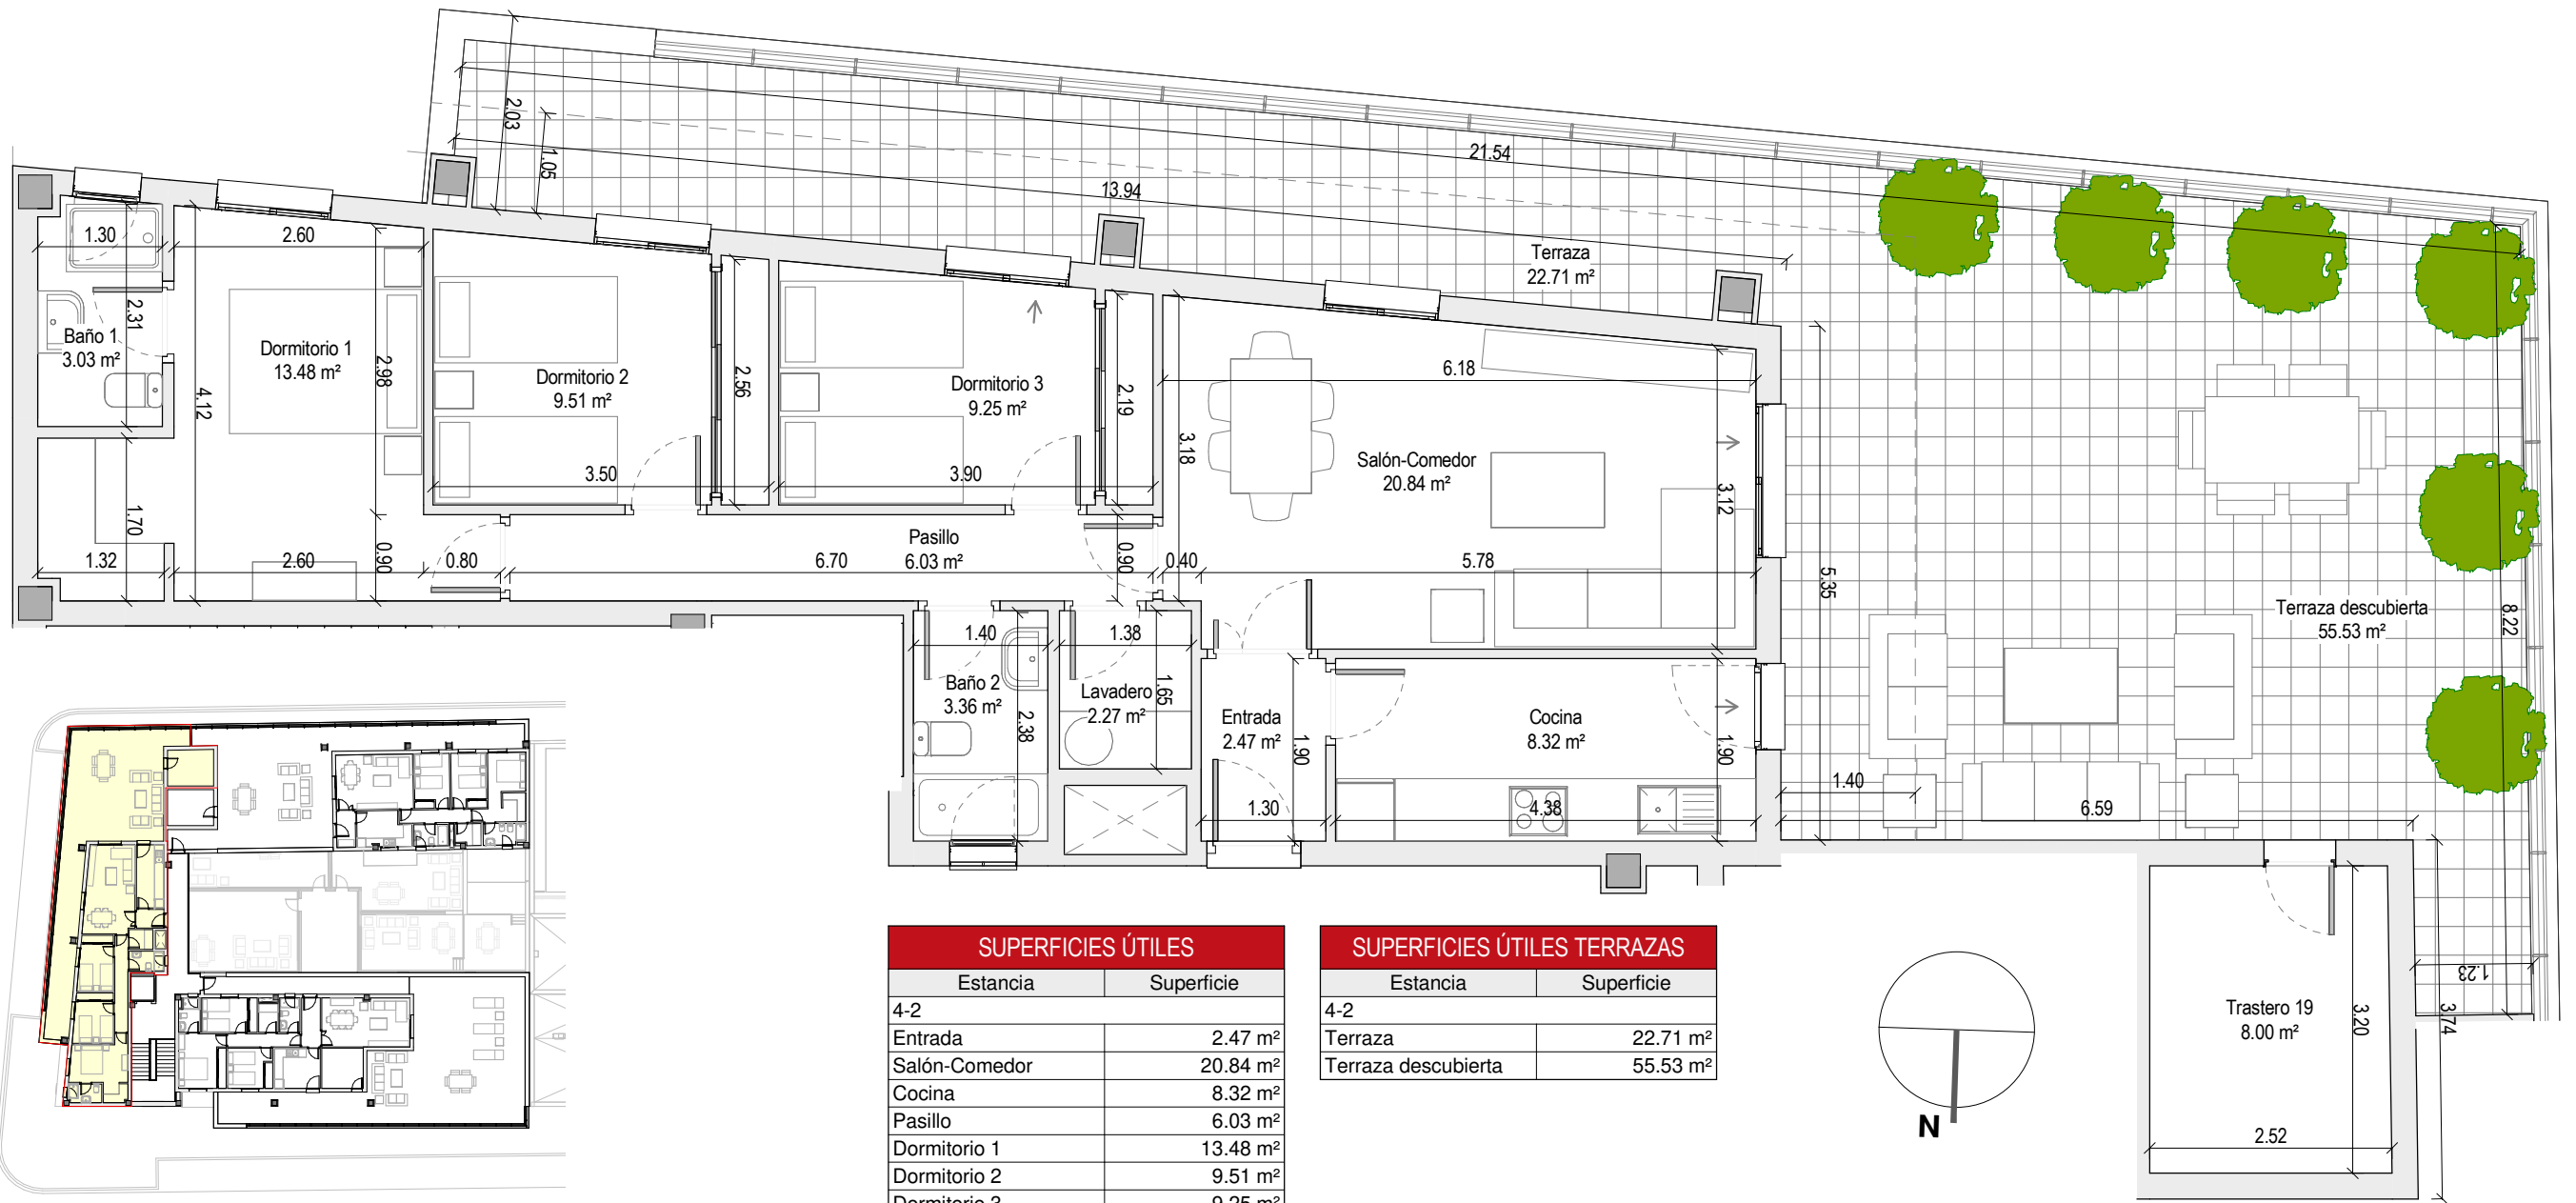 2.03
1.05
21.54
13.94
Terraza
22.71 m²
1.30
2.60
2.31
Baño 1
3.03 m²
Dormitorio 1
13.48 m²
2.98
4.12
Dormitorio 2
9.51 m²
2.56
Dormitorio 3
9.25 m²
2.19
6.18
3.18
Salón-Comedor
20.84 m²
3.12
3.50
3.90
1.70
1.32
2.60
0.90
0.80
Pasillo
6.70
6.03 m²
0.90
0.40
5.78
5.35
Terraza descubierta
55.53 m²
8.22
1.40
1.38
Baño 2
3.36 m²
2.38
Lavadero
2.27 m²
1.65
Entrada
2.47 m²
1.90
1.30
Cocina
8.32 m²
1.90
4.38
1.40
6.59
1.23
3.74
Trastero 19
8.00 m²
3.20
2.52
N
SUPERFICIES ÚTILES
Estancia Superficie
4-2
Entrada 2.47 m²
Salón-Comedor 20.84 m²
Cocina 8.32 m²
Pasillo 6.03 m²
Dormitorio 1 13.48 m²
Dormitorio 2 9.51 m²
Dormitorio 3 9.25 m²
SUPERFICIES ÚTILES TERRAZAS
Estancia Superficie
4-2
Terraza 22.71 m²
Terraza descubierta 55.53 m²